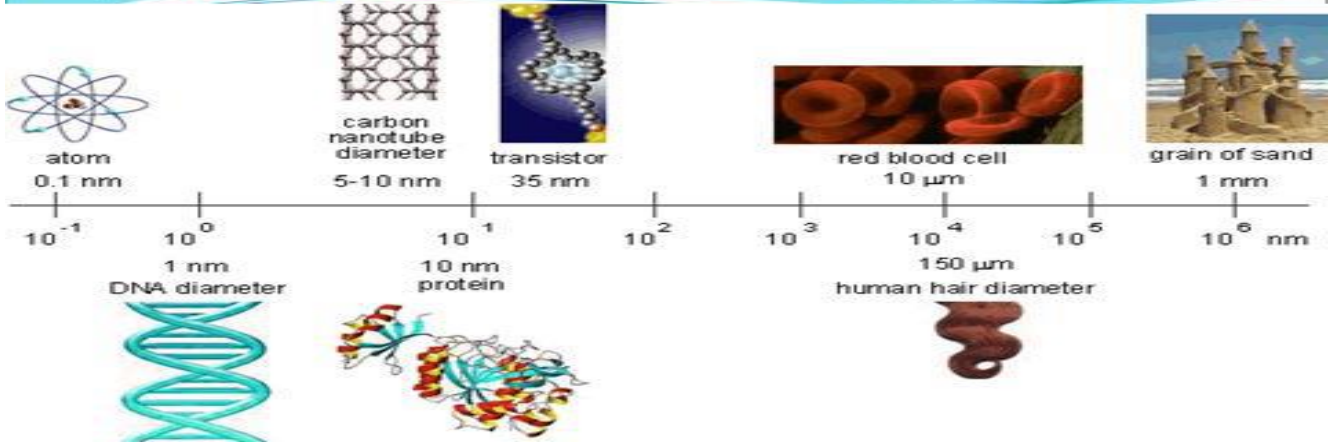 atom
0.1 nm
carbon
nanotube
diameter
5-10 nm
transistor
35 nm
red blood cell
10 µm
grain of sand
1 mm
10⁻¹ 10⁰ 10¹ 10² 10³ 10⁴ 10⁵ 10⁶ nm
1 nm
DNA diameter
10 nm
protein
150 µm
human hair diameter